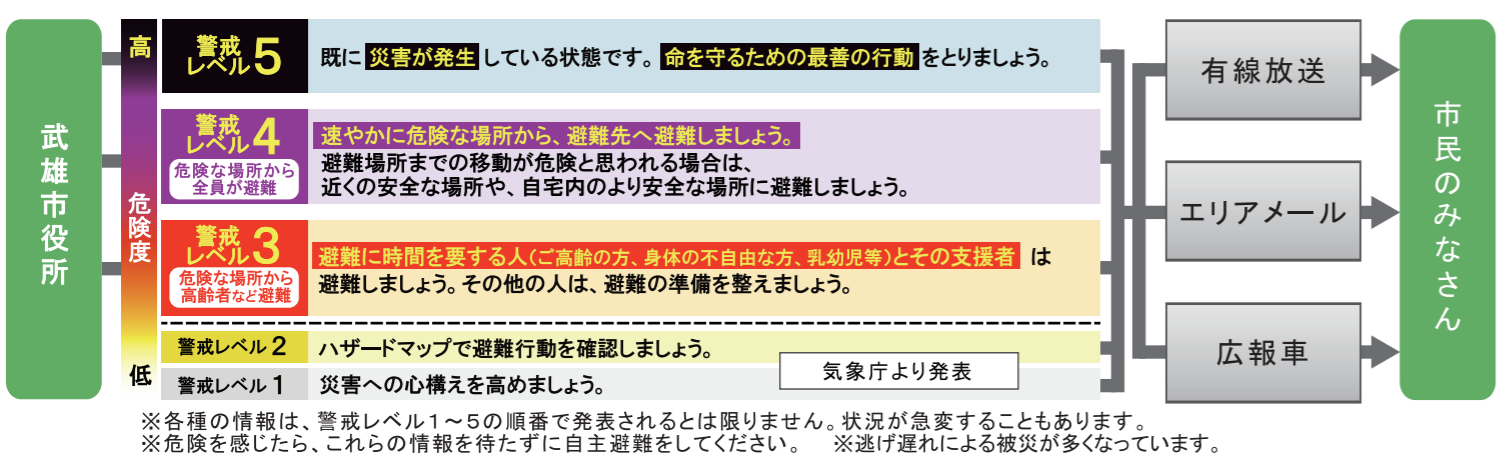 武雄市役所
高
危険度
低
警戒レベル5
既に災害が発生している状態です。命を守るための最善の行動をとりましょう。
警戒レベル4
危険な場所から
全員が避難
速やかに危険な場所から、避難先へ避難しましょう。
避難場所までの移動が危険と思われる場合は、
近くの安全な場所や、自宅内のより安全な場所に避難しましょう。
警戒レベル3
危険な場所から
高齢者など避難
避難に時間を要する人(ご高齢の方、身体の不自由な方、乳幼児等)とその支援者 は
避難しましょう。その他の人は、避難の準備を整えましょう。
警戒レベル2
ハザードマップで避難行動を確認しましょう。
警戒レベル1
災害への心構えを高めましょう。
気象庁より発表
有線放送
エリアメール
広報車
市民のみなさん
※各種の情報は、警戒レベル1~5の順番で発表されるとは限りません。状況が急変することもあります。
※危険を感じたら、これらの情報を待たずに自主避難をしてください。 ※逃げ遅れによる被災が多くなっています。